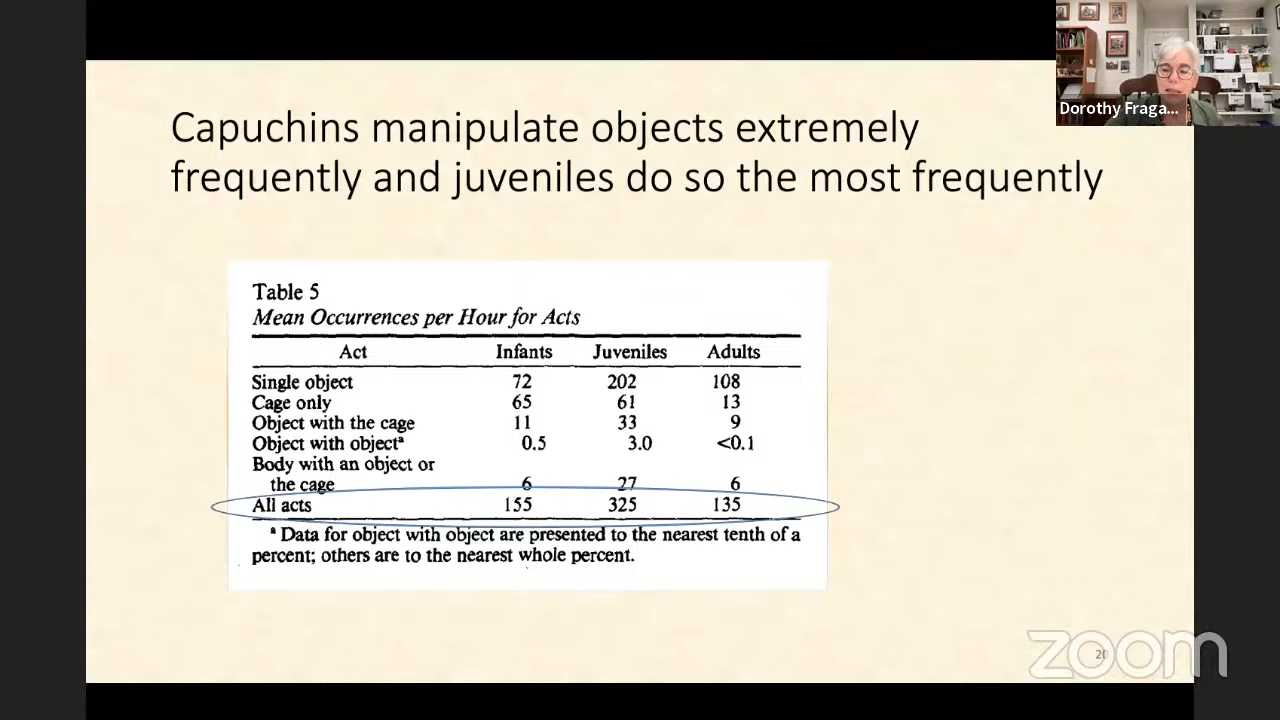 Dorothy Fraga...
Capuchins manipulate objects extremely
frequently and juveniles do so the most frequently
Table 5
Mean Occurrences per Hour for Acts
Act Infants Juveniles Adults
Single object 72 202 108
Cage only 65 61 13
Object with the cage 11 33 9
Object with objectᵃ 0.5 3.0 <0.1
Body with an object or
the cage 6 27 6
All acts 155 325 135
ᵃ Data for object with object are presented to the nearest tenth of a
percent; others are to the nearest whole percent.
zoom
20